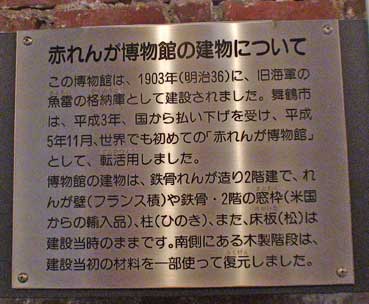 赤れんが博物館の建物について
この博物館は、1903年(明治36)に、旧海軍の
魚雷の格納庫として建設されました。舞鶴市
は、平成3年、国から払い下げを受け、平成
5年11月、世界でも初めての「赤れんが博物館」
として、転活用しました。
博物館の建物は、鉄骨れんが造り2階建で、れ
んが壁(フランス積)や鉄骨・2階の窓枠(米国
からの輸入品)、柱(ひのき)、また、床板(松)は
建設当時のままです。南側にある木製階段は、
建設当初の材料を一部使って復元しました。